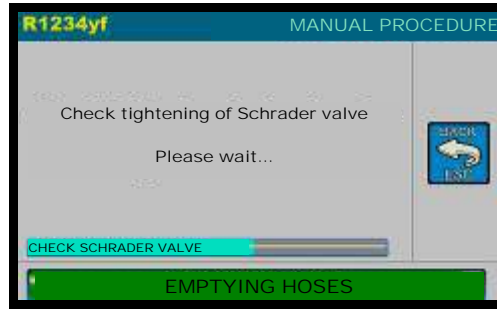 R1234yf
MANUAL PROCEDURE
Check tightening of Schrader valve
Please wait...
BACK
ESC
CHECK SCHRADER VALVE
EMPTYING HOSES